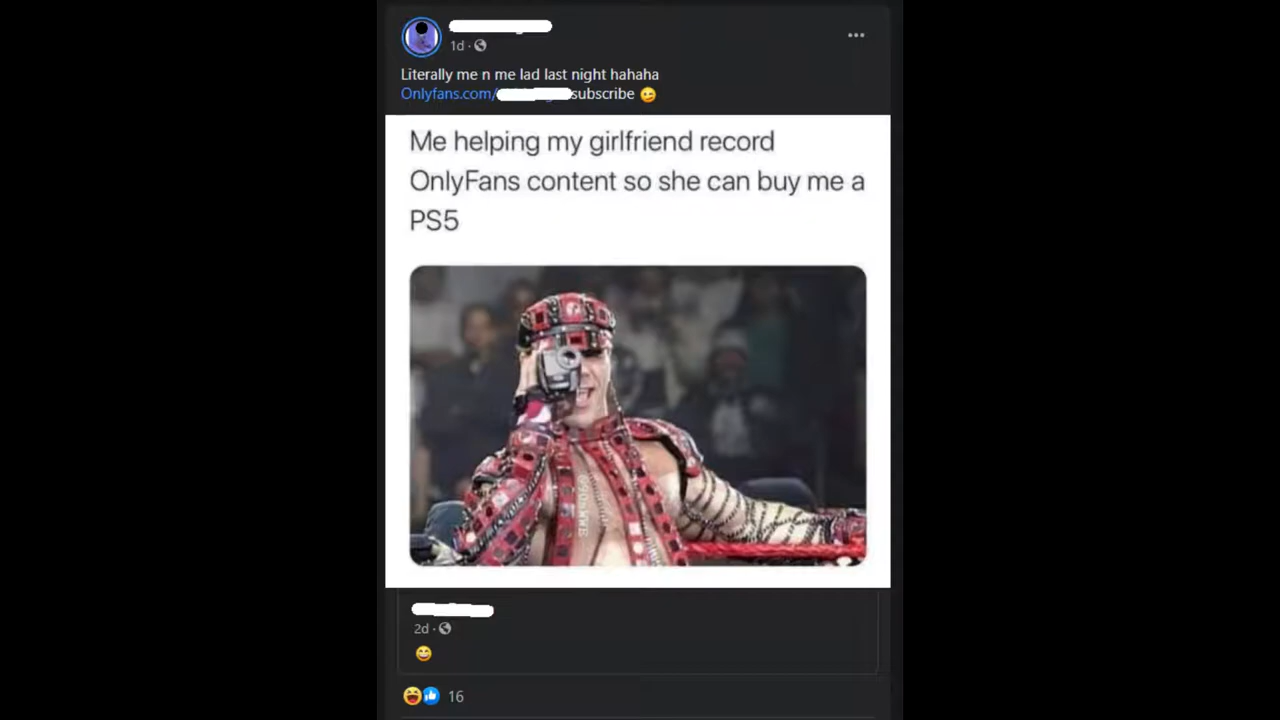 1d ·
Literally me n me lad last night hahaha
Onlyfans.com/ subscribe 😉
Me helping my girlfriend record
OnlyFans content so she can buy me a
PS5
2d ·
😄
16